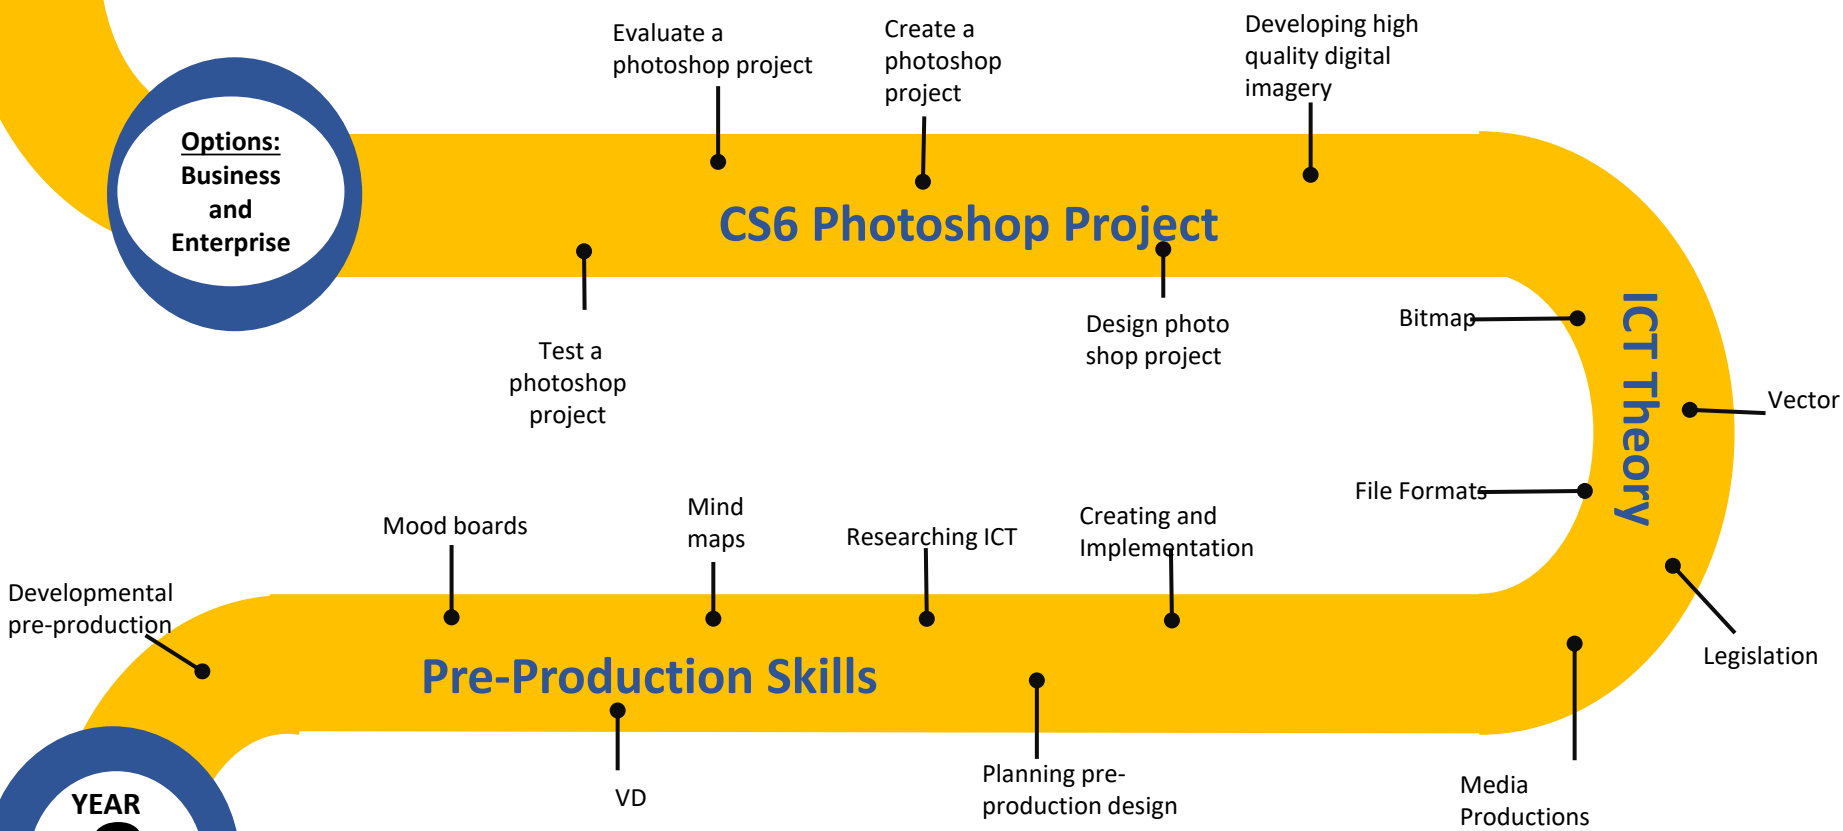 Evaluate a
photoshop project
Create a
photoshop
project
Developing high
quality digital
imagery
Options:
Business
and
Enterprise
CS6 Photoshop Project
Test a
photoshop
project
Design photo
shop project
Bitmap
ICT Theory
Vector
File Formats
Legislation
Mood boards
Mind
maps
Researching ICT
Creating and
Implementation
Developmental
pre-production
Pre-Production Skills
VD
Planning pre-
production design
Media
Productions
YEAR